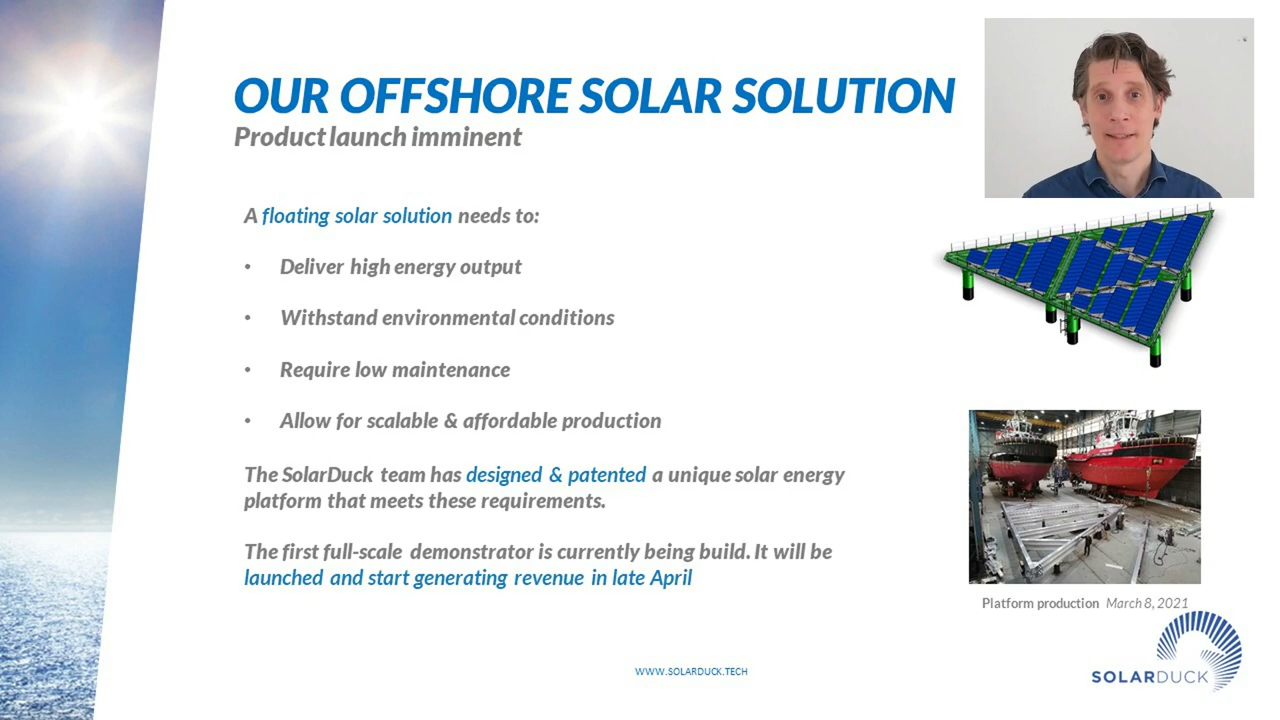 OUR OFFSHORE SOLAR SOLUTION
Product launch imminent
A floating solar solution needs to:
• Deliver high energy output
• Withstand environmental conditions
• Require low maintenance
• Allow for scalable & affordable production
The SolarDuck team has designed & patented a unique solar energy
platform that meets these requirements.
The first full-scale demonstrator is currently being build. It will be
launched and start generating revenue in late April
Platform production March 8, 2021
WWW.SOLARDUCK.TECH
SOLARDUCK